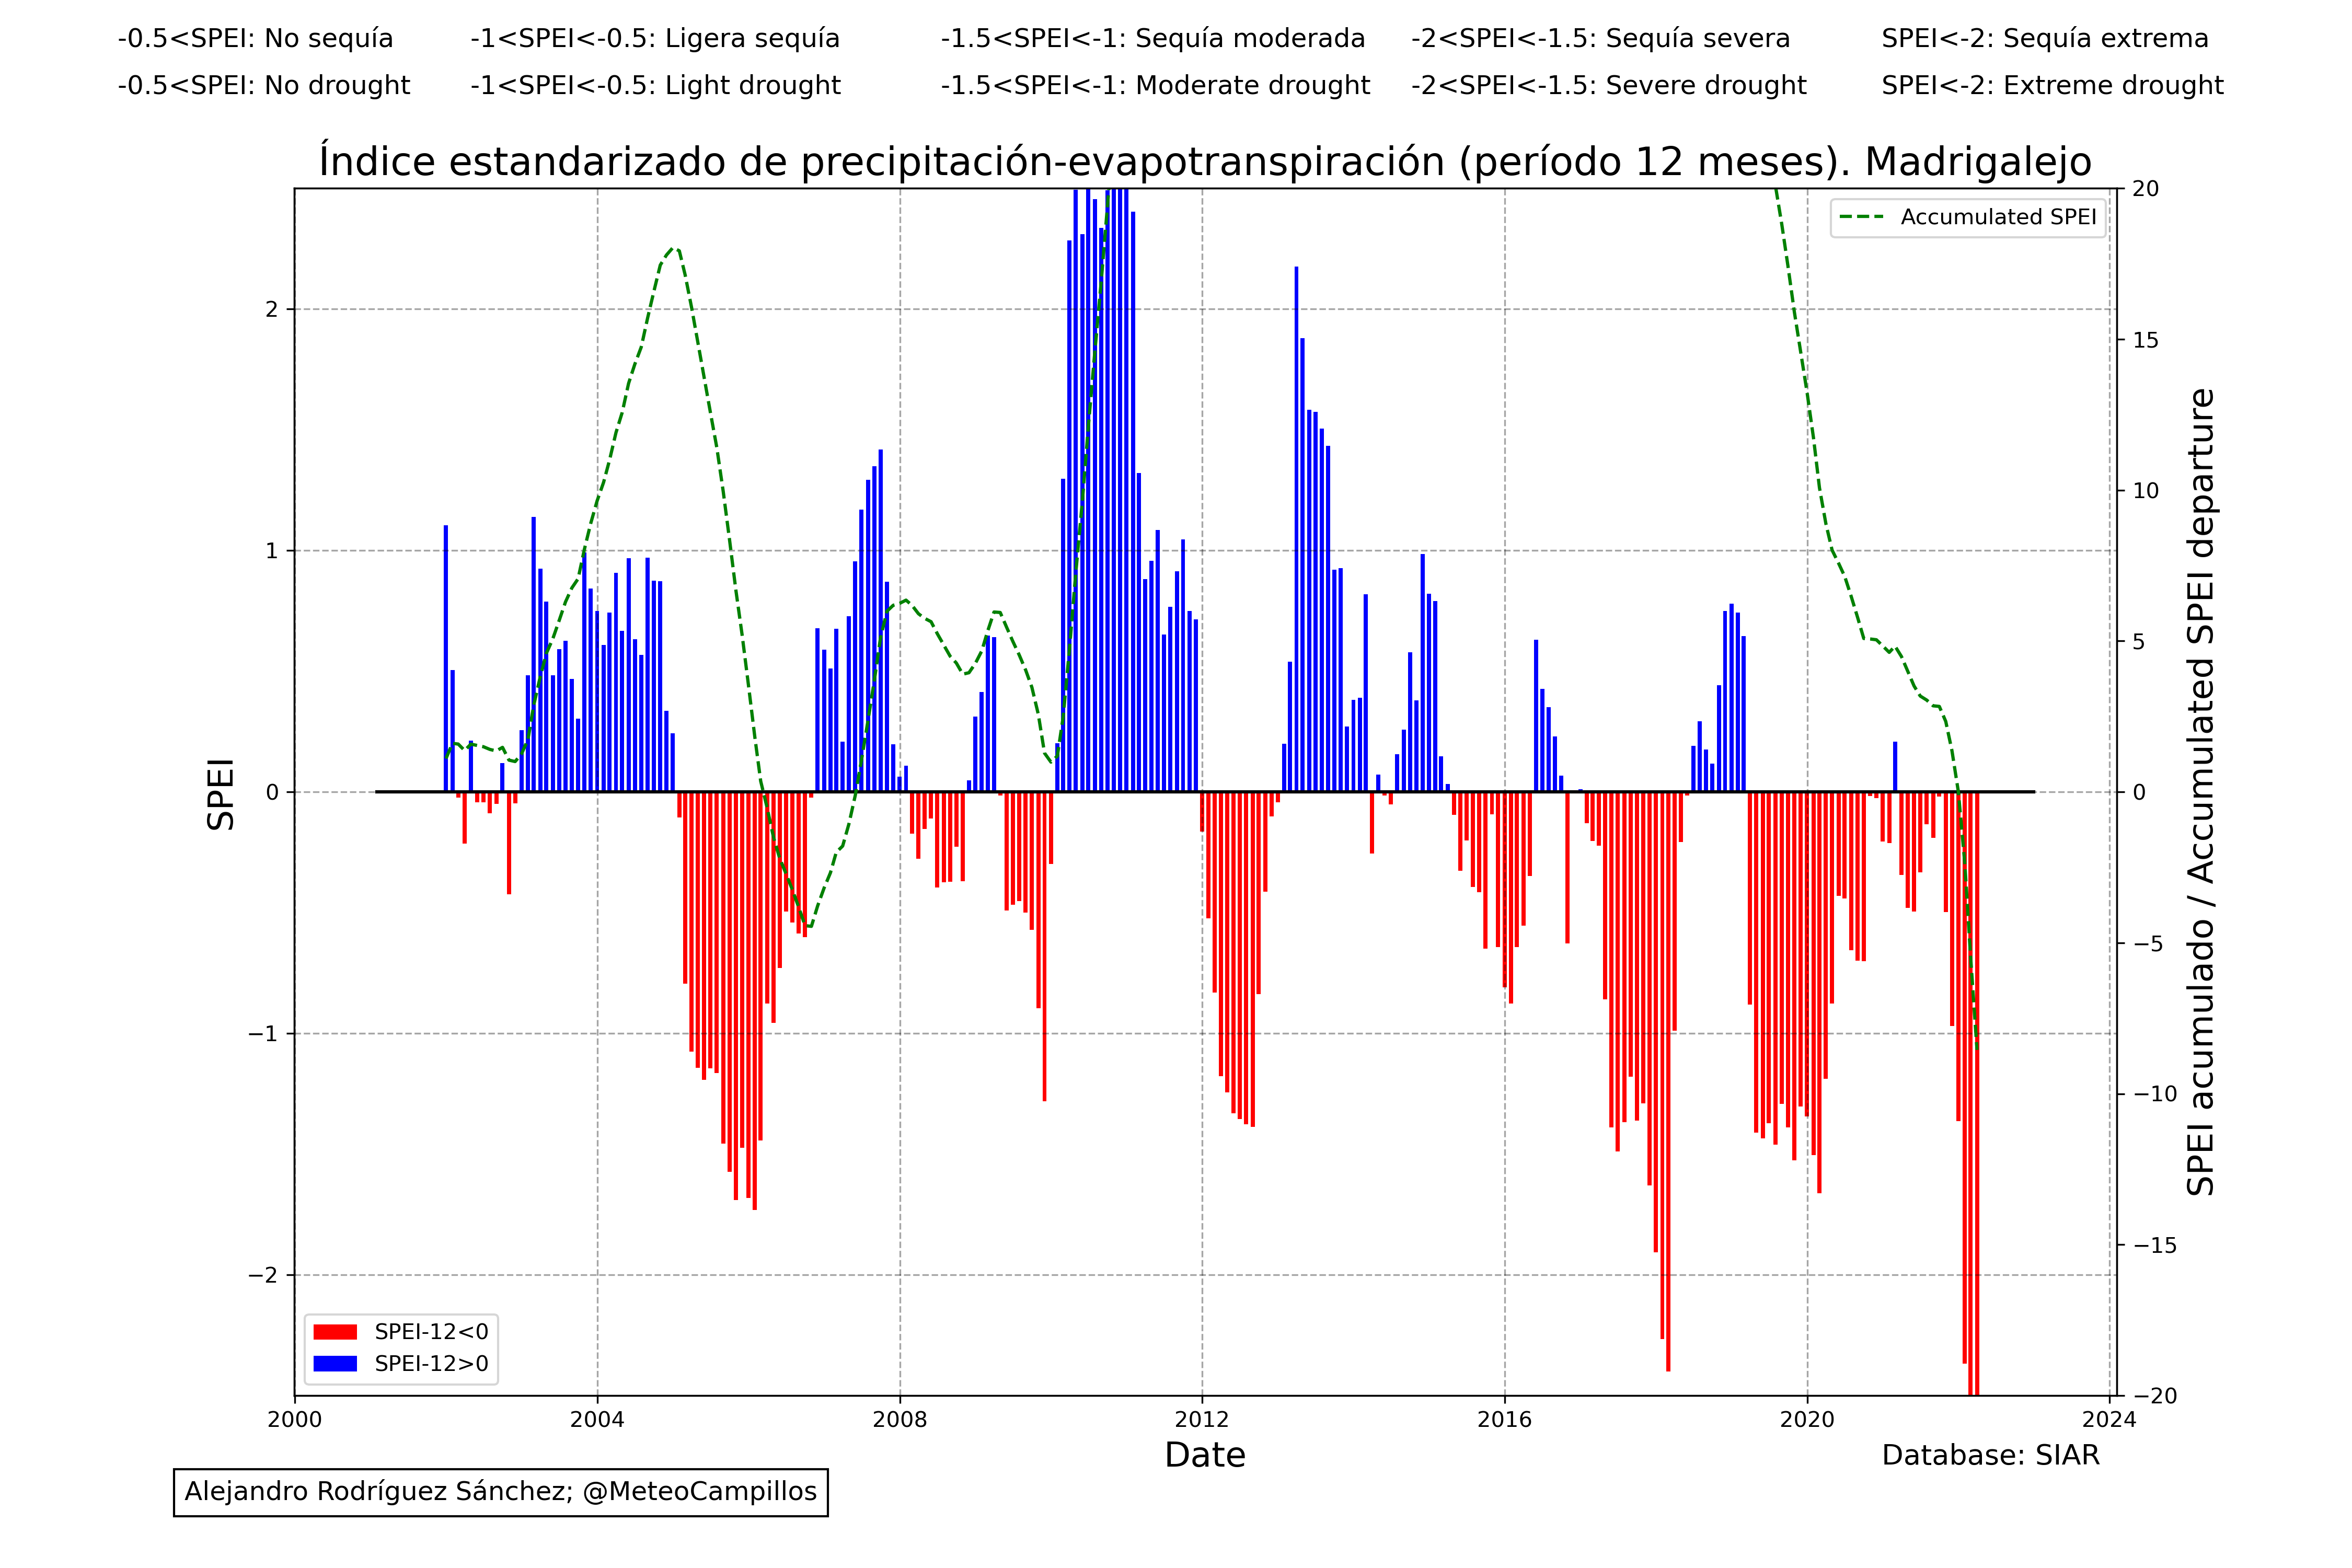 -0.5<SPEI: No sequía -1<SPEI<-0.5: Ligera sequía -1.5<SPEI<-1: Sequía moderada -2<SPEI<-1.5: Sequía severa SPEI<-2: Sequía extrema
-0.5<SPEI: No drought -1<SPEI<-0.5: Light drought -1.5<SPEI<-1: Moderate drought -2<SPEI<-1.5: Severe drought SPEI<-2: Extreme drought
Índice estandarizado de precipitación-evapotranspiración (período 12 meses). Madrigalejo
Accumulated SPEI
SPEI
2
1
0
−1
−2
20
15
10
5
0
−5
−10
−15
−20
SPEI acumulado / Accumulated SPEI departure
SPEI-12<0
SPEI-12>0
2000 2004 2008 2012 2016 2020 2024
Date
Database: SIAR
Alejandro Rodríguez Sánchez; @MeteoCampillos